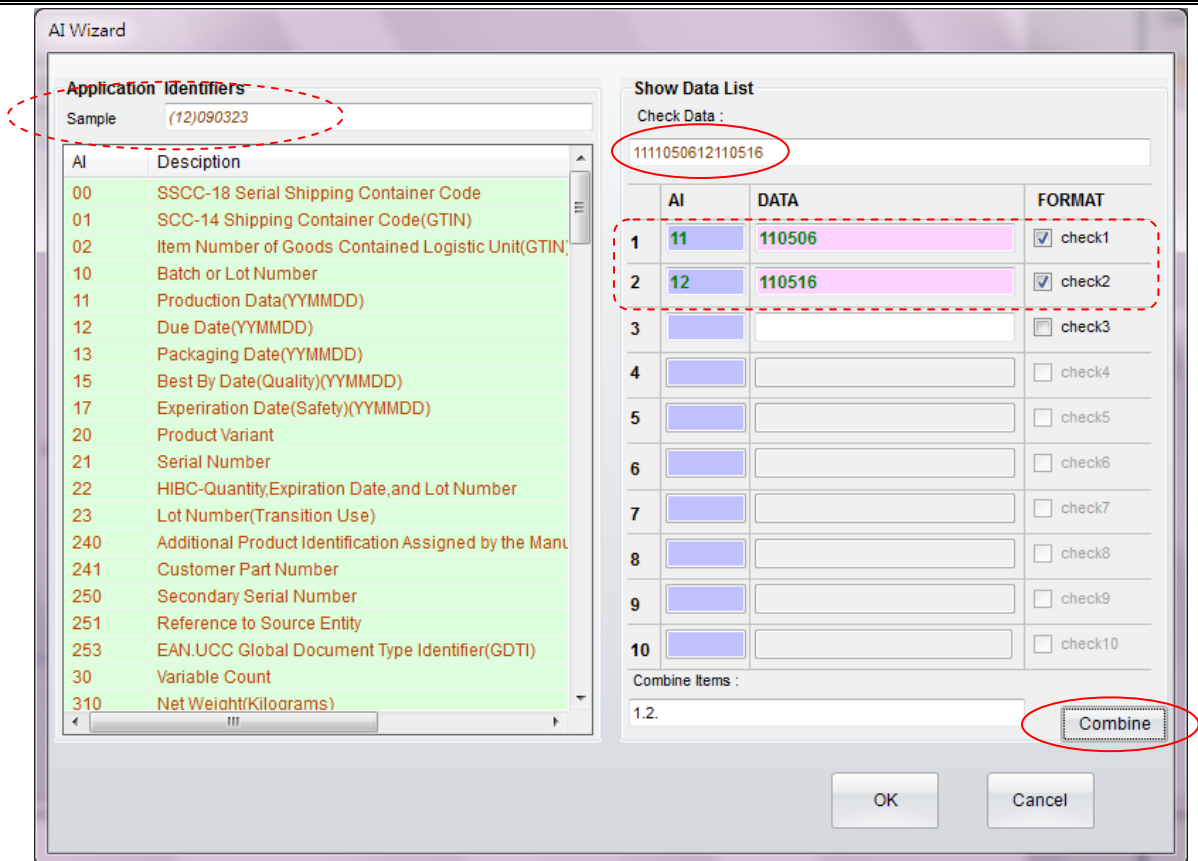 AI Wizard
Application Identifiers
Sample (12)090323
AI Desciption
00 SSCC-18 Serial Shipping Container Code
01 SCC-14 Shipping Container Code(GTIN)
02 Item Number of Goods Contained Logistic Unit(GTIN)
10 Batch or Lot Number
11 Production Data(YYMMDD)
12 Due Date(YYMMDD)
13 Packaging Date(YYMMDD)
15 Best By Date(Quality)(YYMMDD)
17 Experiration Date(Safety)(YYMMDD)
20 Product Variant
21 Serial Number
22 HIBC-Quantity,Expiration Date,and Lot Number
23 Lot Number(Transition Use)
240 Additional Product Identification Assigned by the Manu
241 Customer Part Number
250 Secondary Serial Number
251 Reference to Source Entity
253 EAN.UCC Global Document Type Identifier(GDTI)
30 Variable Count
310 Net Weight(Kilograms)
Show Data List
Check Data :
1111050612110516
AI DATA FORMAT
1 11 110506 check1
2 12 110516 check2
3 check3
4 check4
5 check5
6 check6
7 check7
8 check8
9 check9
10 check10
Combine Items :
1.2.
Combine
OK Cancel